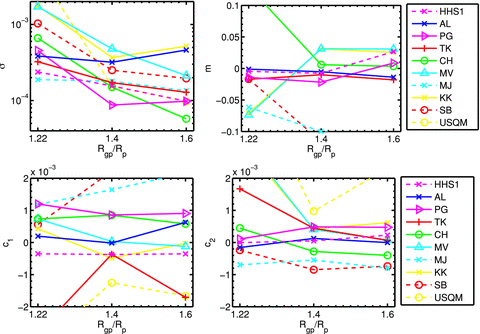 10⁻³
10⁻⁴
σ
1.22 1.4 1.6
R_gp/R_p
0.1
0.05
0
−0.05
−0.1
m
1.22 1.4 1.6
R_gp/R_p
HHS1
AL
PG
TK
CH
MV
MJ
KK
SB
USQM
x 10⁻³
2
1
0
−1
−2
c₁
1.22 1.4 1.6
R_gp/R_p
x 10⁻³
2
1
0
−1
−2
c₂
1.22 1.4 1.6
R_gp/R_p
HHS1
AL
PG
TK
CH
MV
MJ
KK
SB
USQM